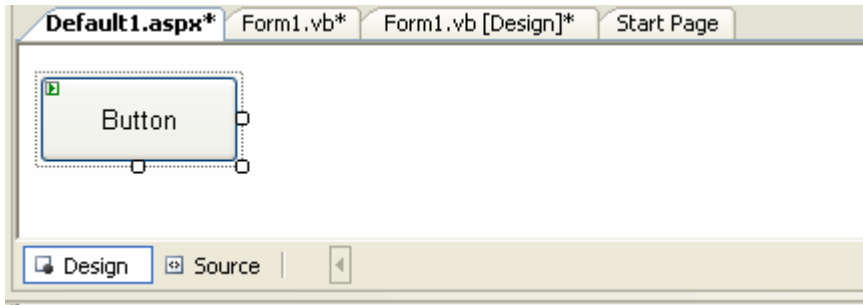 Default1.aspx* Form1.vb* Form1.vb [Design]* Start Page
Button
Design Source